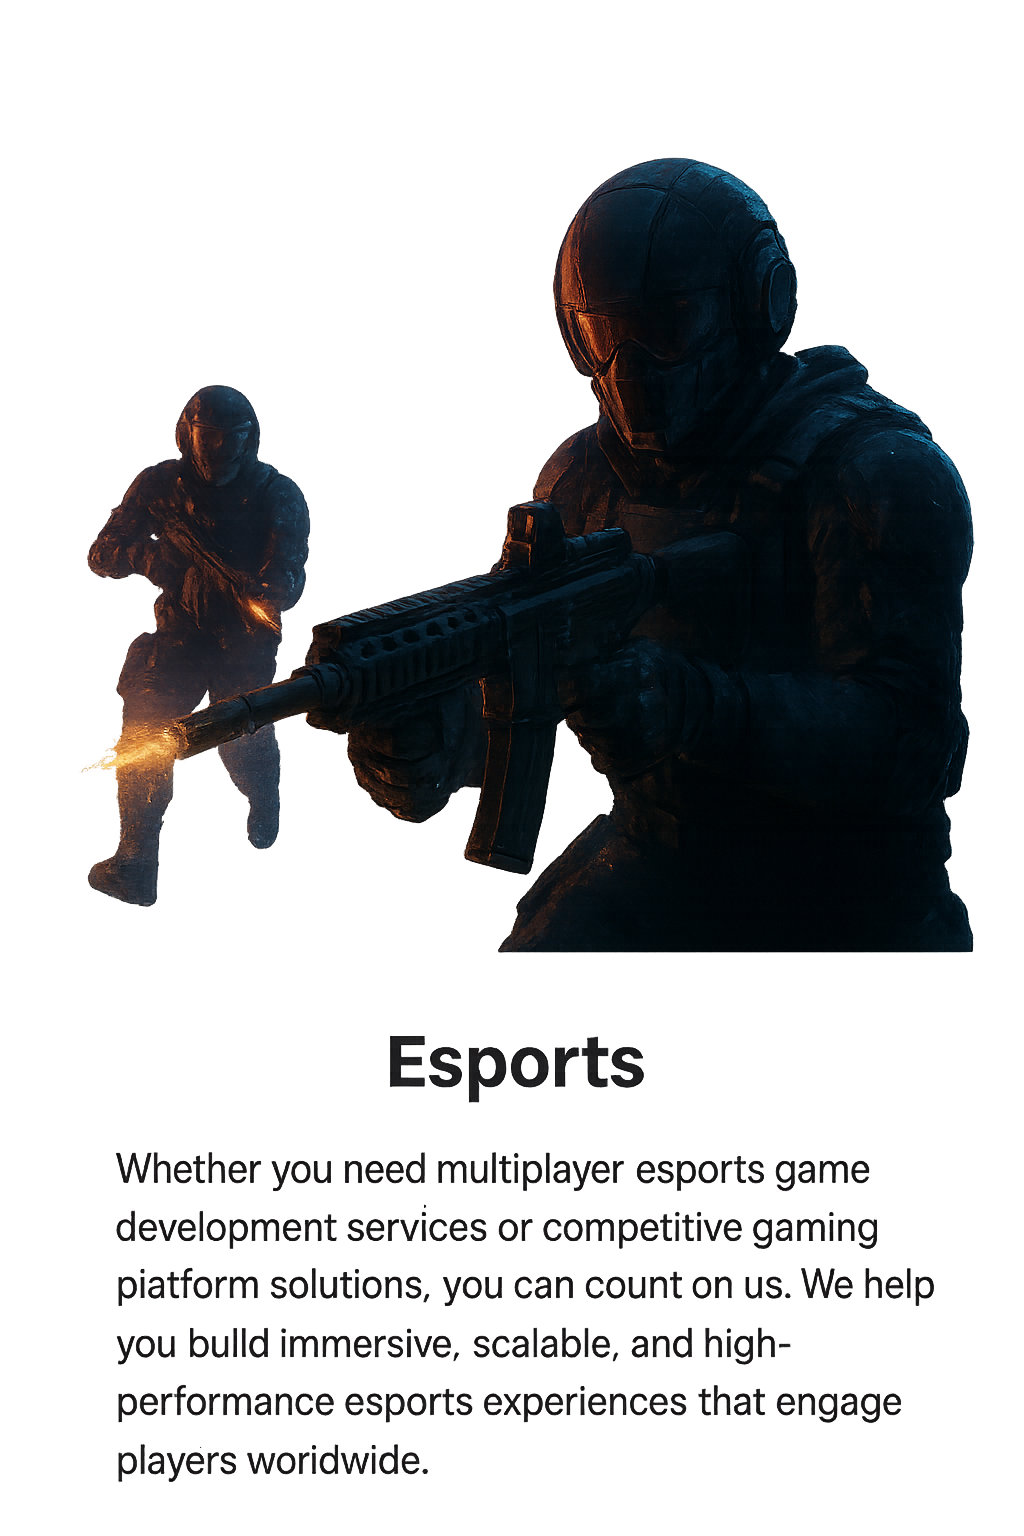 Esports
Whether you need multiplayer esports game
development services or competitive gaming
piatform solutions, you can count on us. We help
you bulld immersive, scalable, and high-
performance esports experiences that engage
players woridwide.